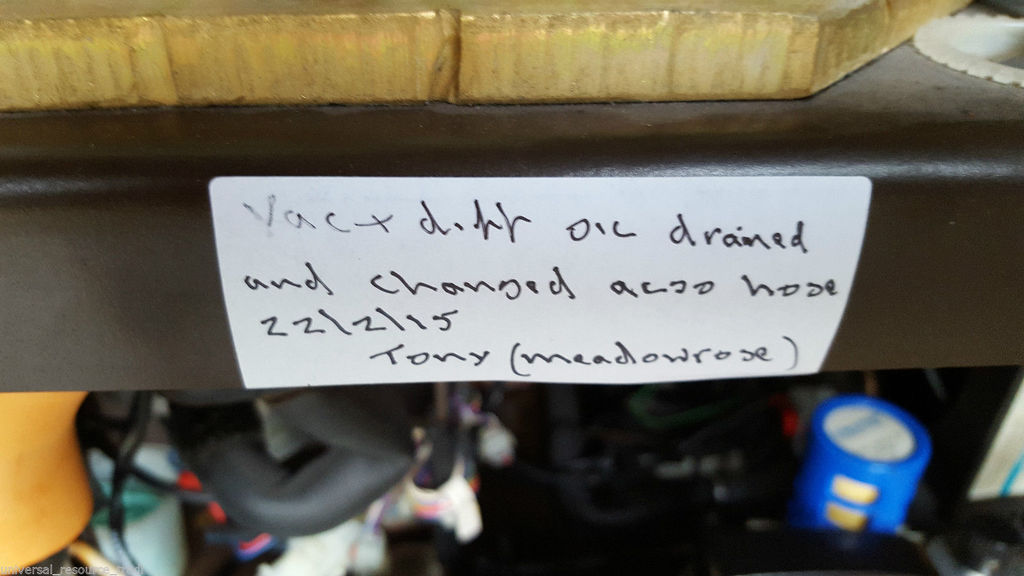 Vac + diff oil drained
and changed also hose
22/2/15
Tony (meadowrose)